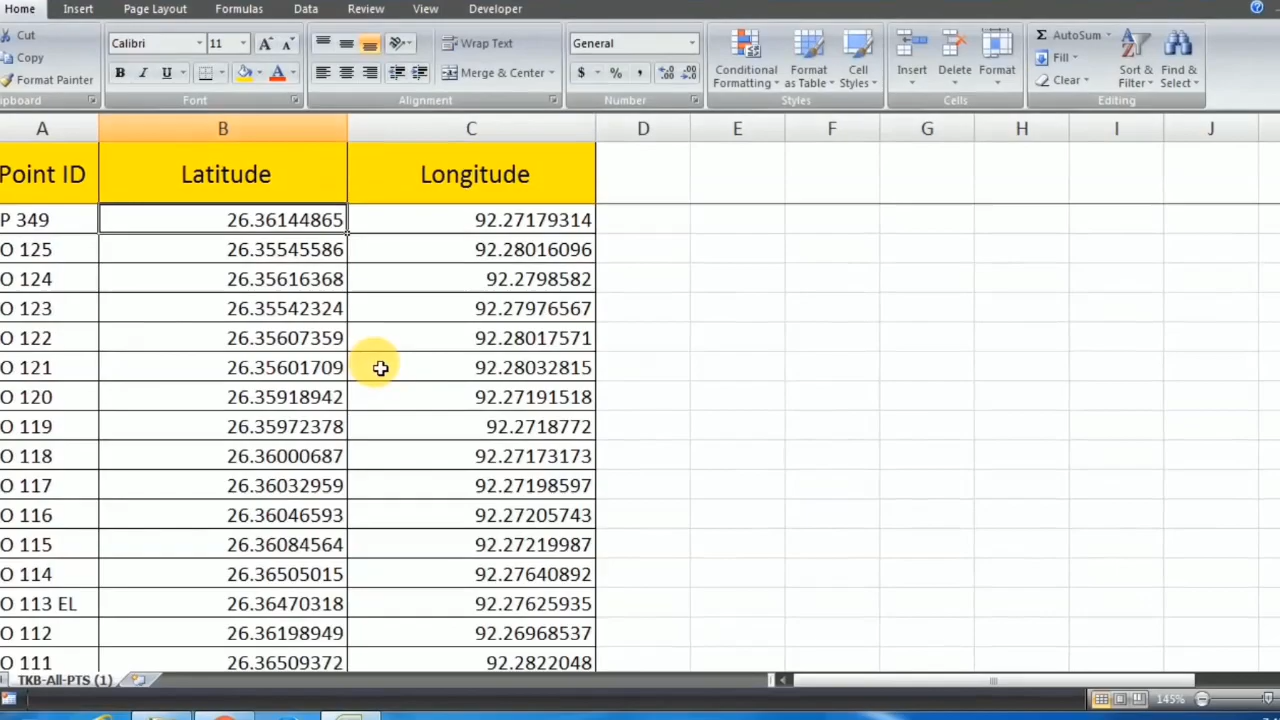 Home Insert Page Layout Formulas Data Review View Developer
Cut Calibri 11 Wrap Text General AutoSum
Copy Fill
Format Painter B I U Merge & Center $ % , Conditional Formatting Format as Table Cell Styles Insert Delete Format Clear Sort & Filter Find & Select
Font Alignment Number Styles Cells Editing
A B C D E F G H I J
Point ID Latitude Longitude
P 349 26.36144865 92.27179314
O 125 26.35545586 92.28016096
O 124 26.35616368 92.2798582
O 123 26.35542324 92.27976567
O 122 26.35607359 92.28017571
O 121 26.35601709 92.28032815
O 120 26.35918942 92.27191518
O 119 26.35972378 92.2718772
O 118 26.36000687 92.27173173
O 117 26.36032959 92.27198597
O 116 26.36046593 92.27205743
O 115 26.36084564 92.27219987
O 114 26.36505015 92.27640892
O 113 EL 26.36470318 92.27625935
O 112 26.36198949 92.26968537
O 111 26.36509372 92.2822048
TKB-All-PTS (1)
145%